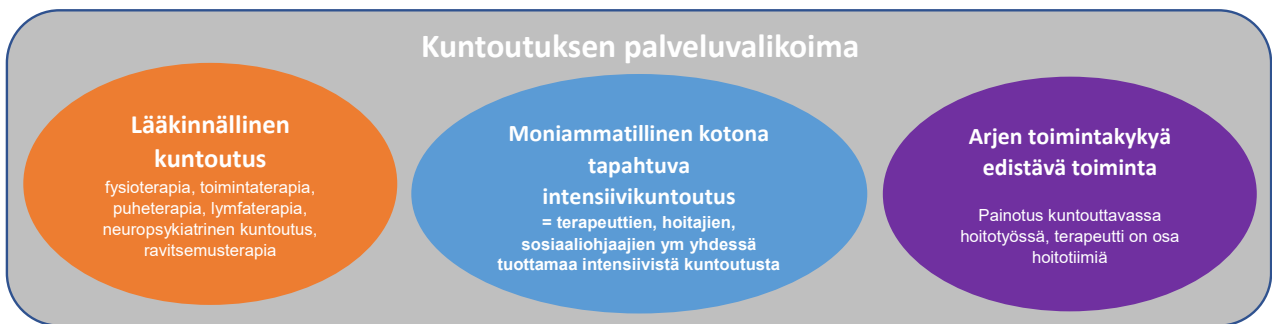 Kuntoutuksen palveluvalikoima
Lääkinnällinen
kuntoutus
fysioterapia, toimintaterapia,
puheterapia, lymfaterapia,
neuropsykiatrinen kuntoutus,
ravitsemusterapia
Moniammatillinen kotona
tapahtuva
intensiivikuntoutus
= terapeuttien, hoitajien,
sosiaaliohjaajien ym yhdessä
tuottamaa intensiivistä kuntoutusta
Arjen toimintakykyä
edistävä toiminta
Painotus kuntouttavassa
hoitotyössä, terapeutti on osa
hoitotiimiä